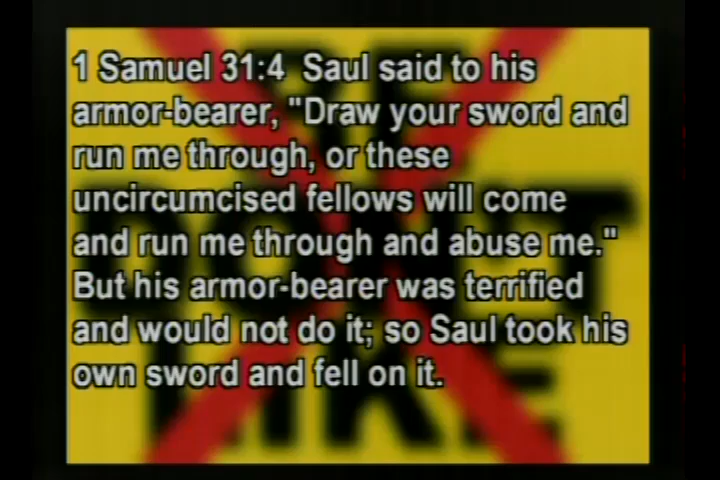 1 Samuel 31:4 Saul said to his
armor-bearer, "Draw your sword and
run me through, or these
uncircumcised fellows will come
and run me through and abuse me."
But his armor-bearer was terrified
and would not do it; so Saul took his
own sword and fell on it.